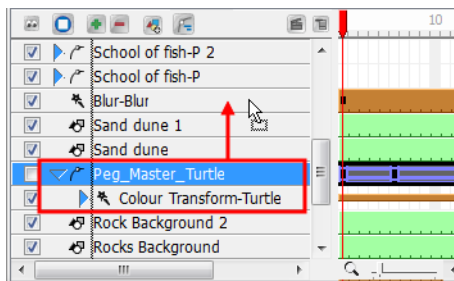 10
School of fish-P 2
School of fish-P
Blur-Blur
Sand dune 1
Sand dune
Peg_Master_Turtle
Colour Transform-Turtle
Rock Background 2
Rocks Background